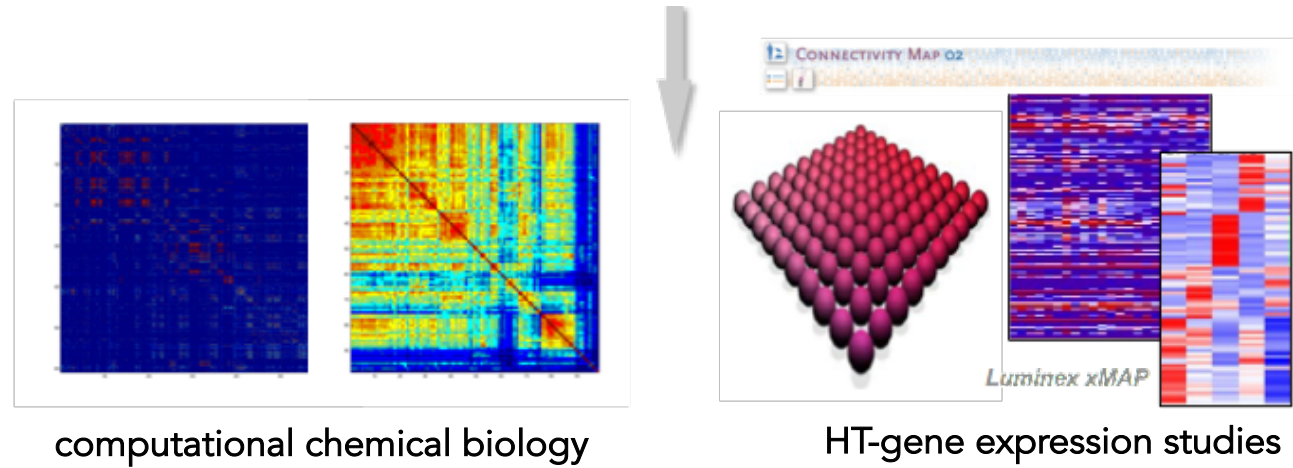 CONNECTIVITY MAP 02
Luminex xMAP
computational chemical biology
HT-gene expression studies